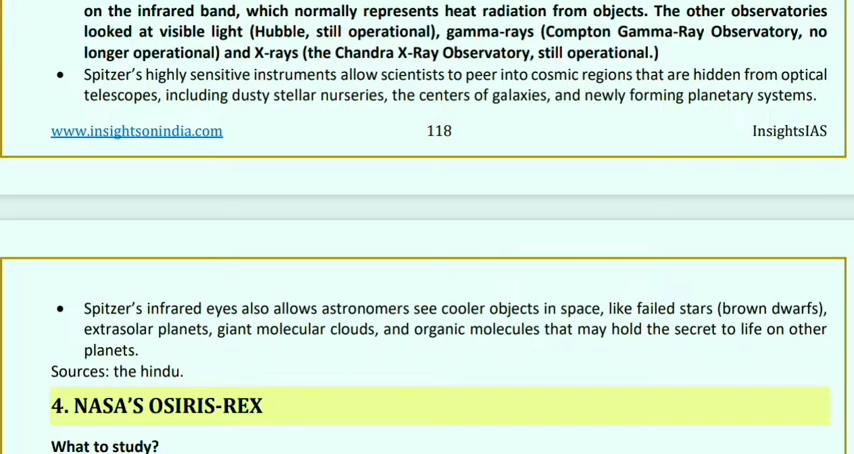 on the infrared band, which normally represents heat radiation from objects. The other observatories
looked at visible light (Hubble, still operational), gamma-rays (Compton Gamma-Ray Observatory, no
longer operational) and X-rays (the Chandra X-Ray Observatory, still operational.)
• Spitzer’s highly sensitive instruments allow scientists to peer into cosmic regions that are hidden from optical
telescopes, including dusty stellar nurseries, the centers of galaxies, and newly forming planetary systems.
www.insightsonindia.com 118 InsightsIAS
• Spitzer’s infrared eyes also allows astronomers see cooler objects in space, like failed stars (brown dwarfs),
extrasolar planets, giant molecular clouds, and organic molecules that may hold the secret to life on other
planets.
Sources: the hindu.
4. NASA’S OSIRIS-REX
What to study?